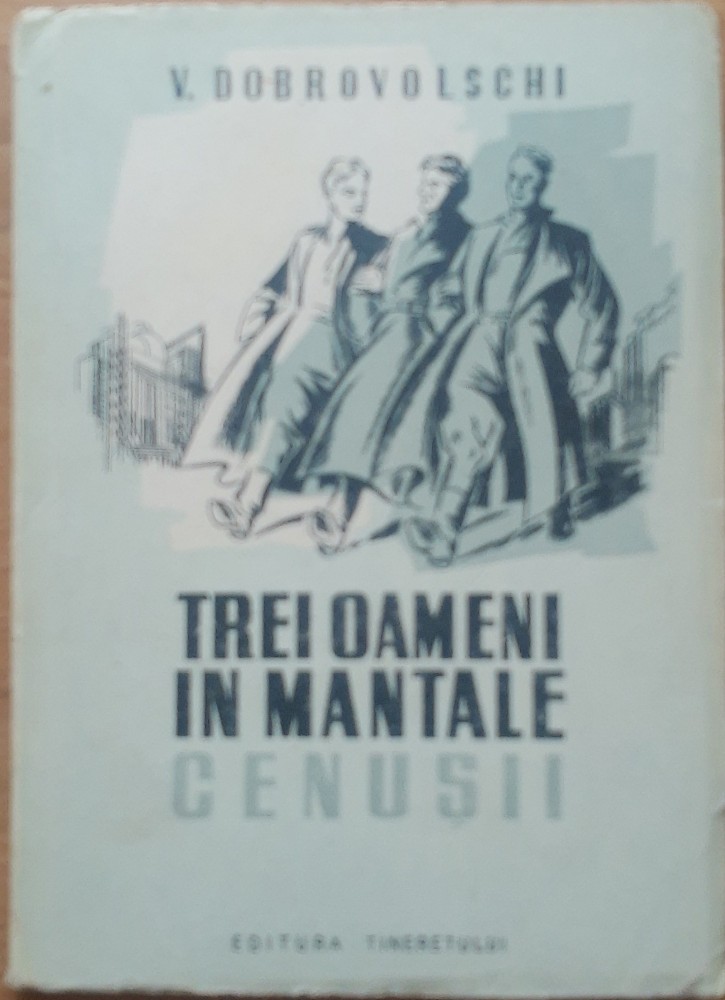 V. DOBROVOLSCHI
TREI OAMENI
IN MANTALE
CENUȘII
EDITURA TINERETULUI